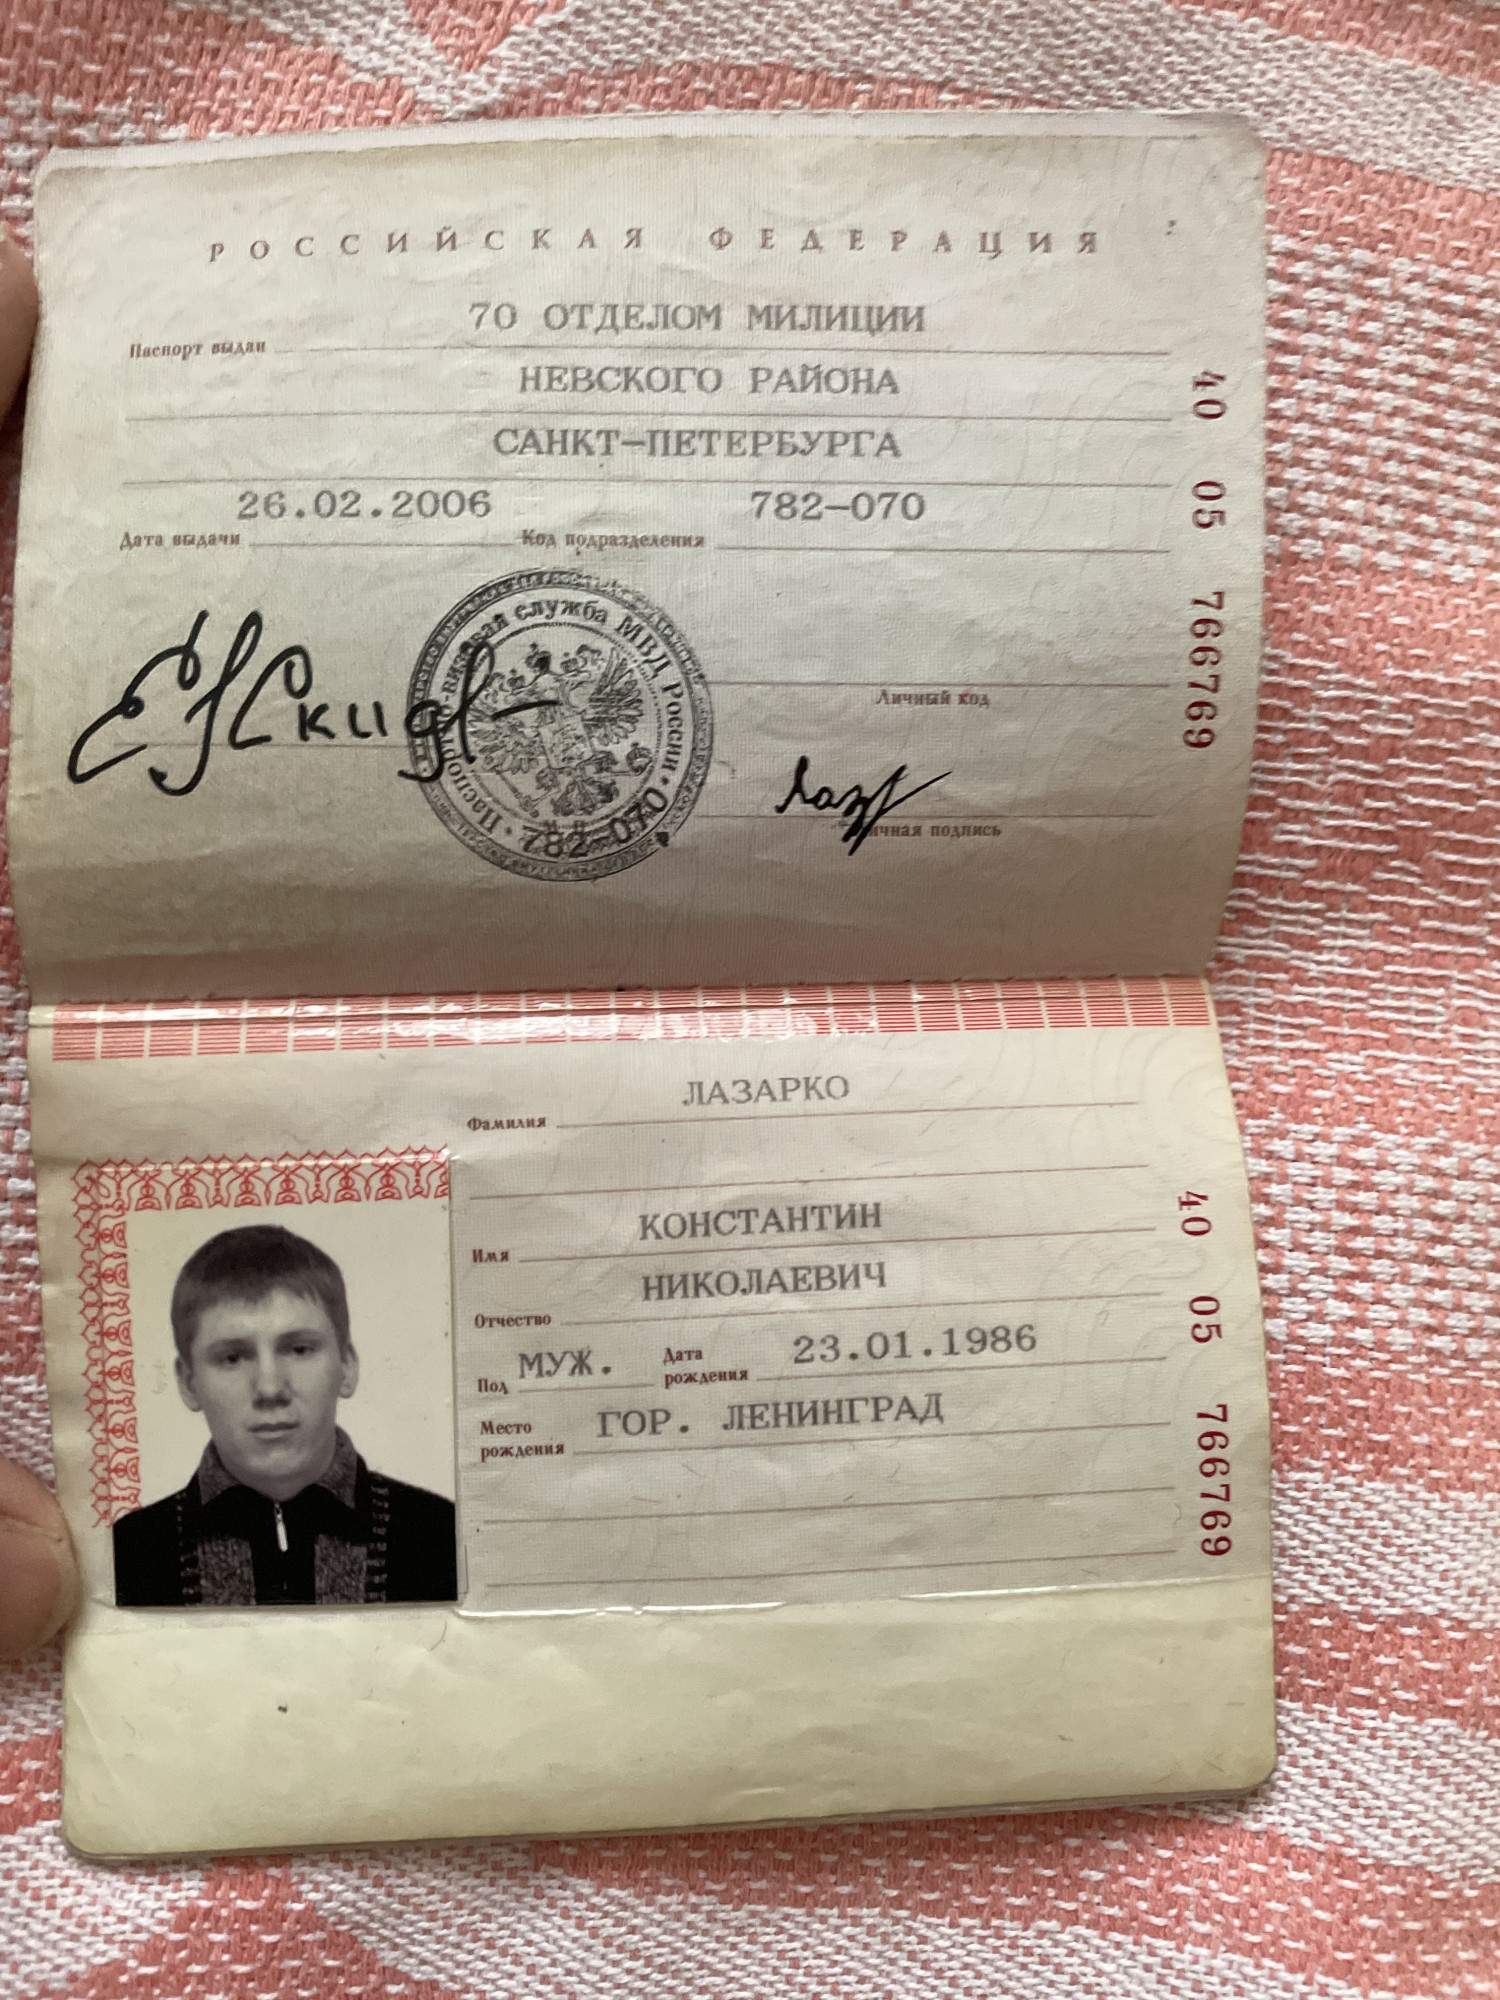 РОССИЙСКАЯ ФЕДЕРАЦИЯ
70 ОТДЕЛОМ МИЛИЦИИ
Паспорт выдан
НЕВСКОГО РАЙОНА
САНКТ-ПЕТЕРБУРГА
26.02.2006 782-070
Дата выдачи Код подразделения
40 05 766769
Паспортно-визовая служба МВД России
782-070
Личный код
Личная подпись
ЛАЗАРКО
Фамилия
КОНСТАНТИН
Имя
НИКОЛАЕВИЧ
Отчество
Пол МУЖ. Дата рождения 23.01.1986
Место рождения ГОР. ЛЕНИНГРАД
40 05 766769